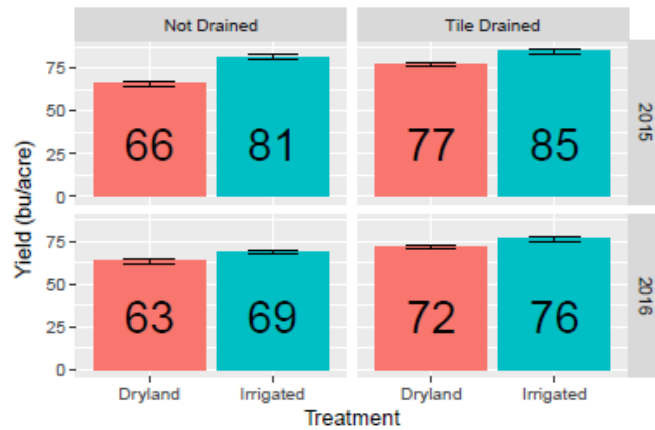 Not Drained
Tile Drained
75
50
25
0
66
81
77
85
2015
Yield (bu/acre)
75
50
25
0
63
69
72
76
2016
Dryland
Irrigated
Dryland
Irrigated
Treatment